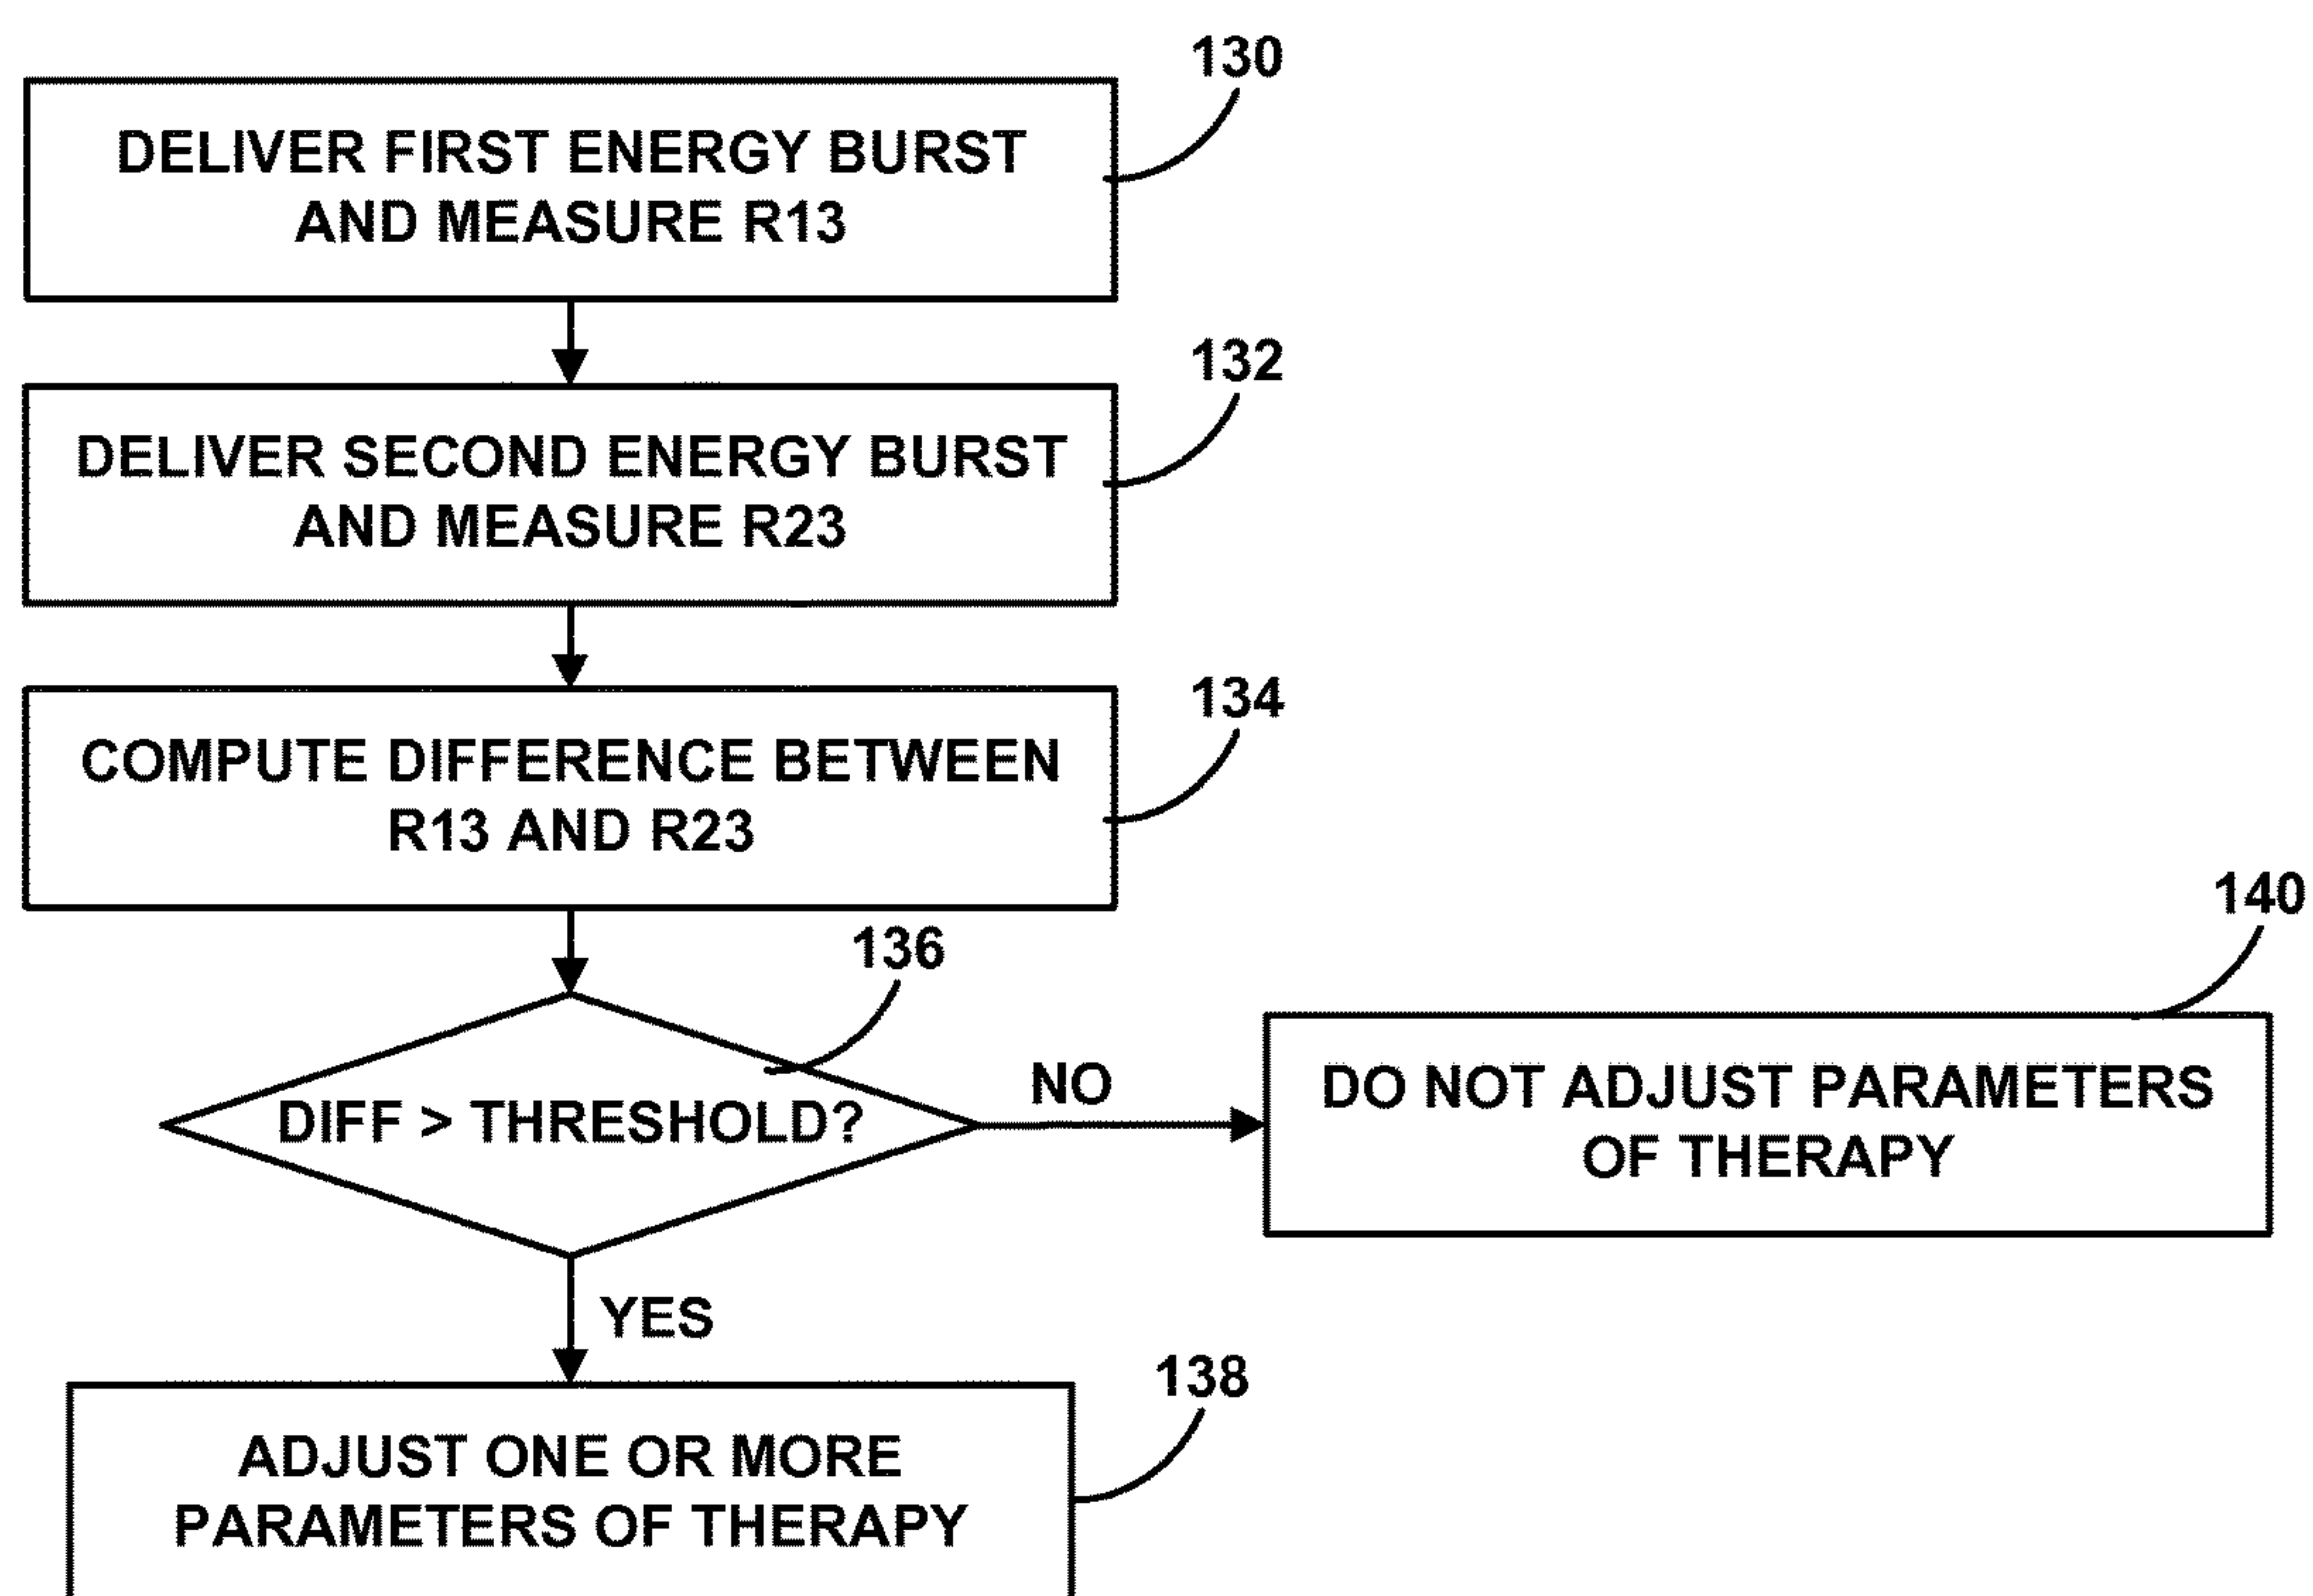 130
DELIVER FIRST ENERGY BURST
AND MEASURE R13
132
DELIVER SECOND ENERGY BURST
AND MEASURE R23
134
COMPUTE DIFFERENCE BETWEEN
R13 AND R23
136
140
DIFF > THRESHOLD?
NO
DO NOT ADJUST PARAMETERS
OF THERAPY
YES
138
ADJUST ONE OR MORE
PARAMETERS OF THERAPY